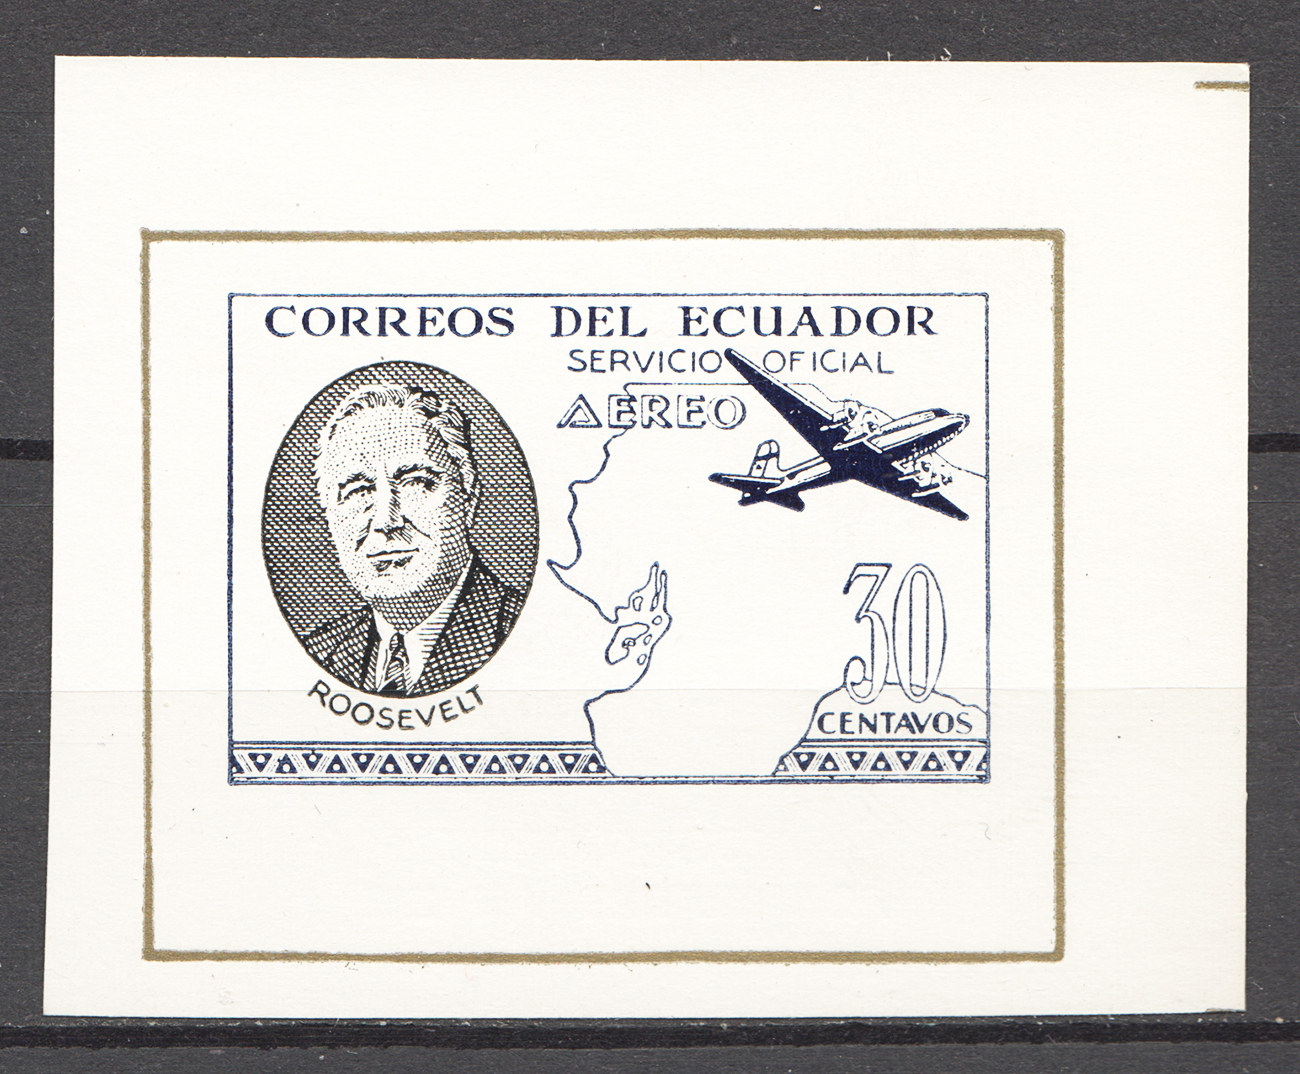 CORREOS DEL ECUADOR
SERVICIO OFICIAL
AEREO
ROOSEVELT
30
CENTAVOS